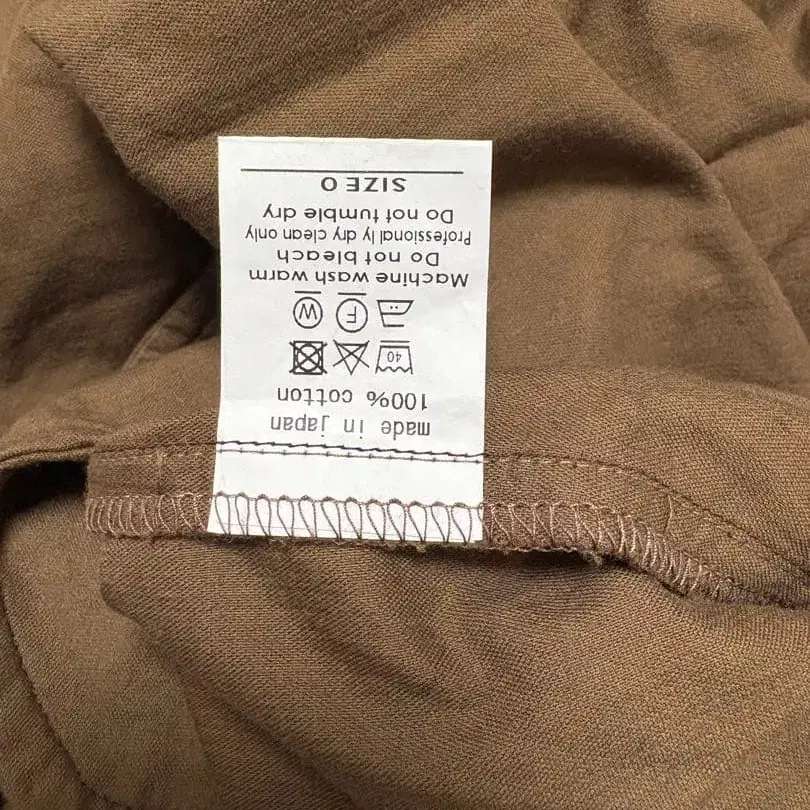 made in japan
100% cotton
40
F W
Machine wash warm
Do not bleach
Professional ly dry clean only
Do not tumble dry
SIZE 0